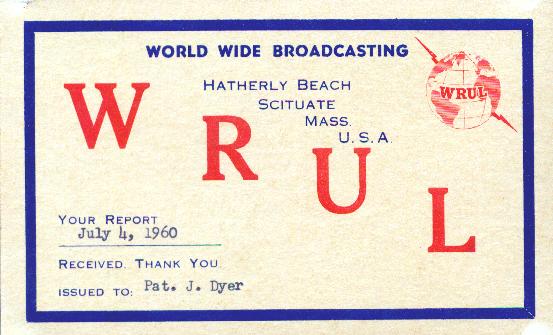 WORLD WIDE BROADCASTING
HATHERLY BEACH
SCITUATE
MASS.
U.S.A.
WRUL
W
R
U
L
YOUR REPORT
July 4, 1960
RECEIVED. THANK YOU.
ISSUED TO: Pat. J. Dyer